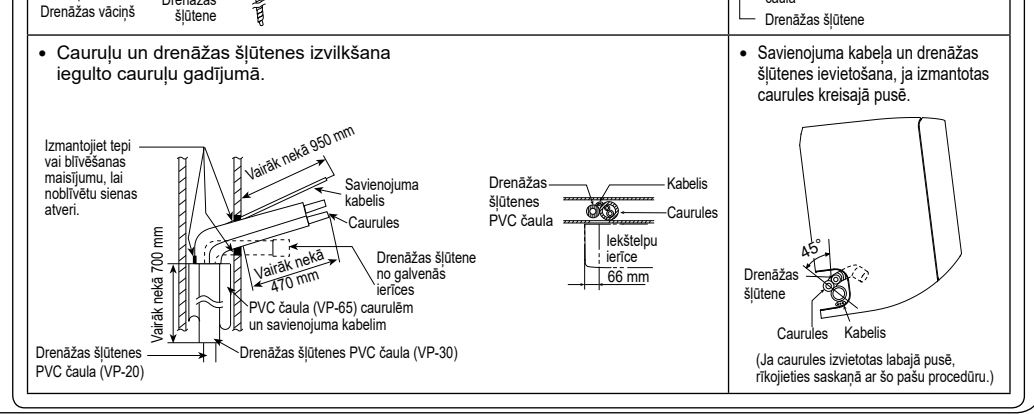 Drenāžas vāciņš
Drenāžas
šļūtene
caula
Drenāžas šļūtene
• Cauruļu un drenāžas šļūtenes izvilkšana
iegulto cauruļu gadījumā.
Izmantojiet tepi
vai blīvēšanas
maisījumu, lai
noblīvētu sienas
atveri.
Vairāk nekā 950 mm
Savienojuma
kabelis
Caurules
Vairāk nekā
470 mm
Drenāžas šļūtene
no galvenās
ierīces
Vairāk nekā 700 mm
PVC čaula (VP-65) caurulēm
un savienojuma kabelim
Drenāžas šļūtenes
PVC čaula (VP-20)
Drenāžas šļūtenes PVC čaula (VP-30)
Drenāžas
šļūtenes
PVC čaula
Kabelis
Caurules
Iekštelpu
ierīce
66 mm
• Savienojuma kabeļa un drenāžas
šļūtenes ievietošana, ja izmantotas
caurules kreisajā pusē.
45°
Drenāžas
šļūtene
Caurules
Kabelis
(Ja caurules izvietotas labajā pusē,
rīkojieties saskaņā ar šo pašu procedūru.)